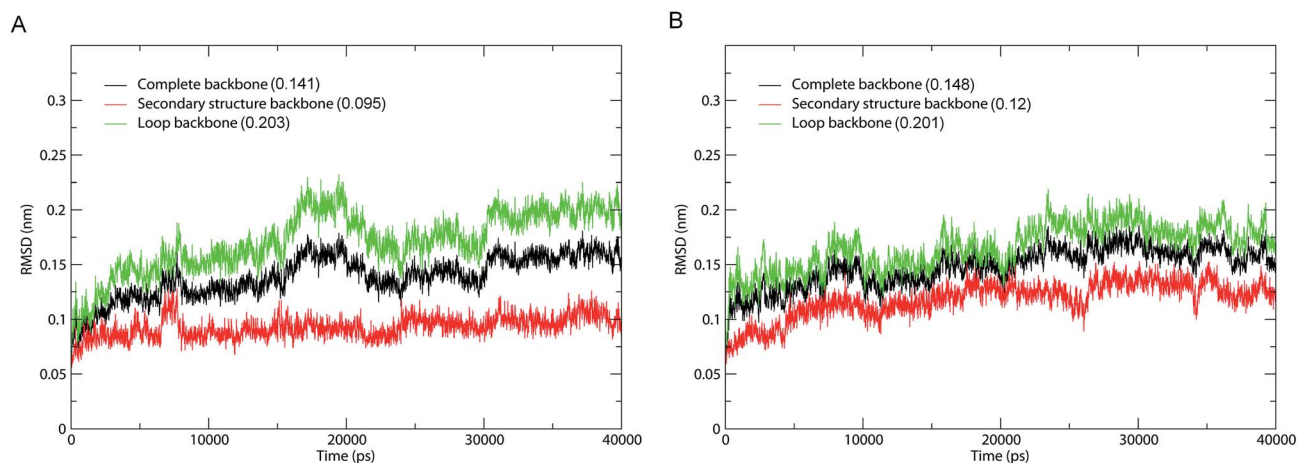 A
Complete backbone (0.141)
Secondary structure backbone (0.095)
Loop backbone (0.203)
RMSD (nm)
0.3
0.25
0.2
0.15
0.1
0.05
0
0 10000 20000 30000 40000
Time (ps)
B
Complete backbone (0.148)
Secondary structure backbone (0.12)
Loop backbone (0.201)
RMSD (nm)
0.3
0.25
0.2
0.15
0.1
0.05
0
0 10000 20000 30000 40000
Time (ps)